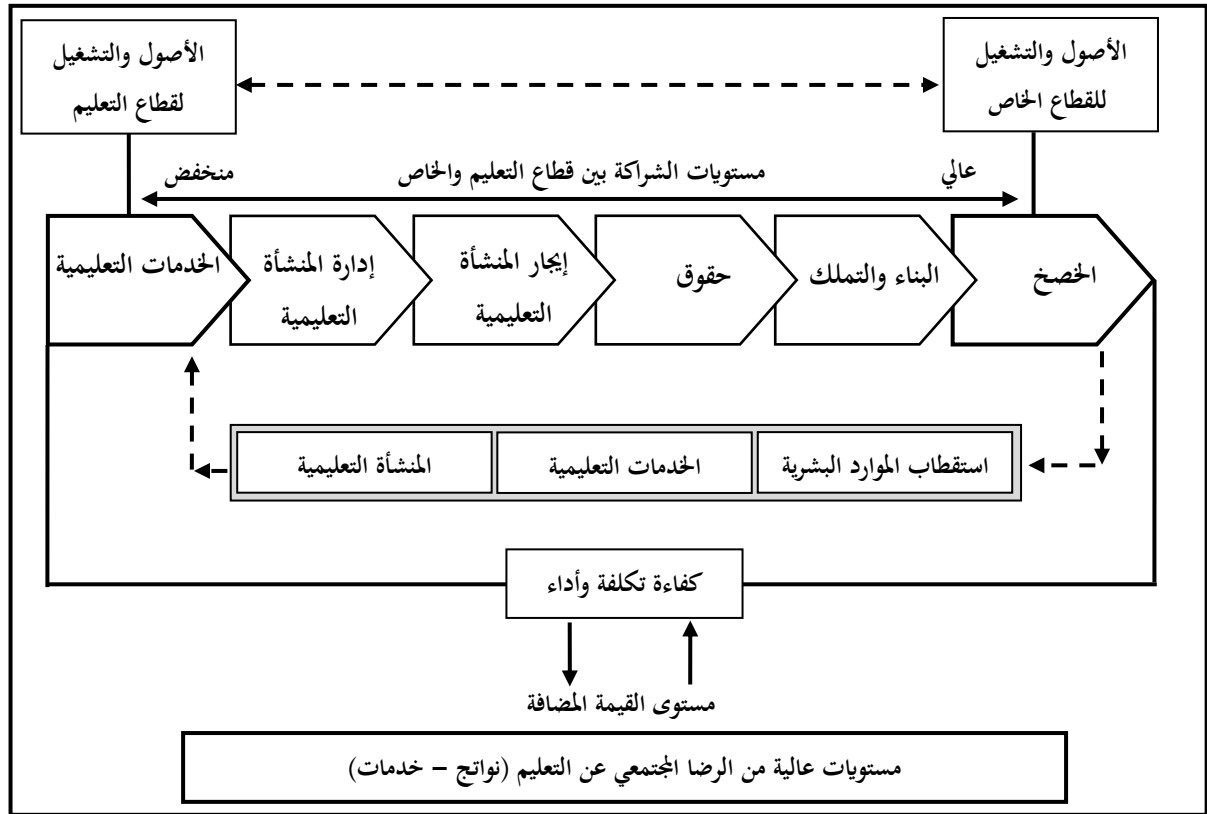 الأصول والتشغيل
للقطاع الخاص
الأصول والتشغيل
لقطاع التعليم
عالي
مستويات الشراكة بين قطاع التعليم والخاص
منخفض
الخصخ
البناء والتملك
حقوق
إيجار المنشأة
التعليمية
إدارة المنشأة
التعليمية
الخدمات التعليمية
استقطاب الموارد البشرية
الخدمات التعليمية
المنشأة التعليمية
كفاءة تكلفة وأداء
مستوى القيمة المضافة
مستويات عالية من الرضا المجتمعي عن التعليم (نواتج – خدمات)